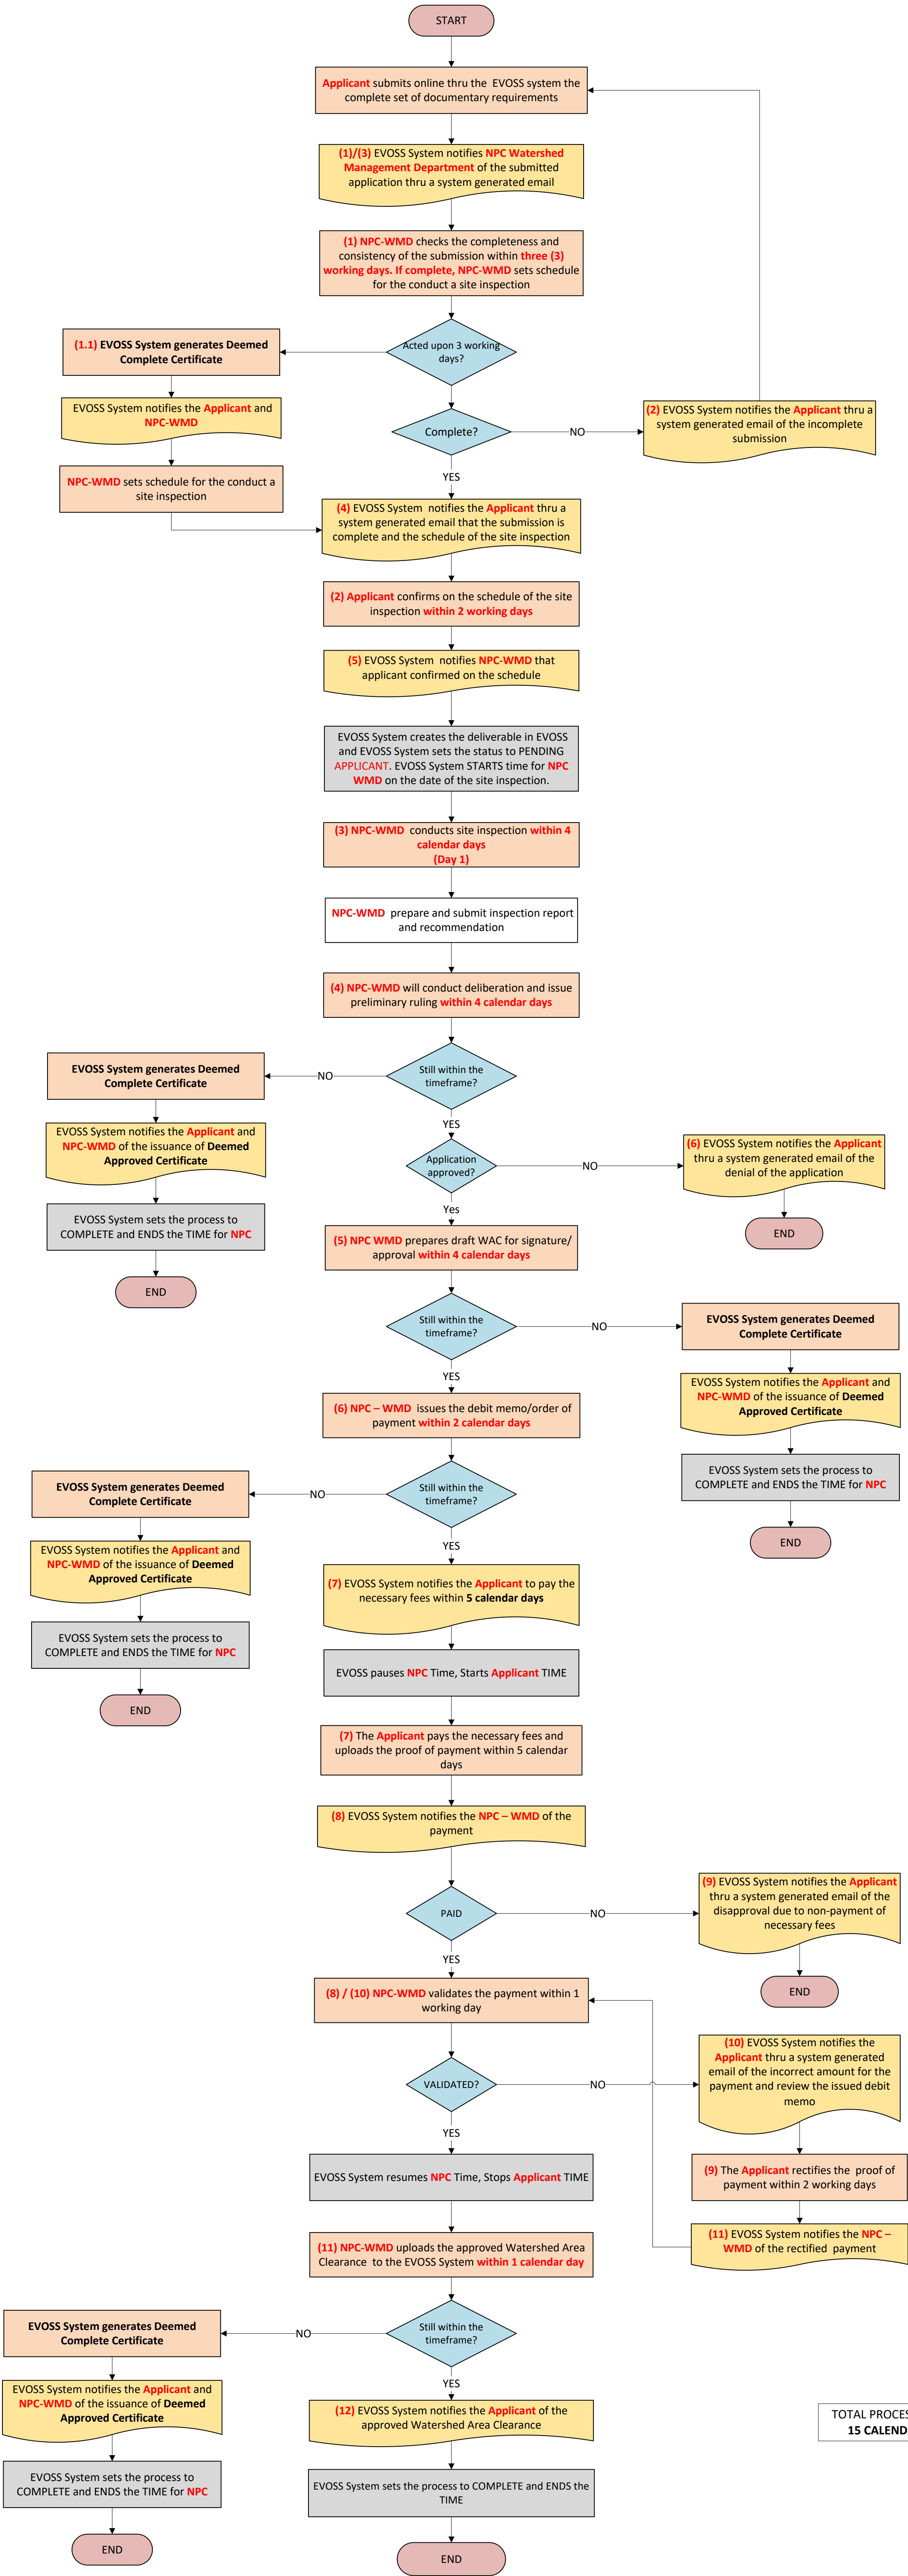 START
Applicant submits online thru the EVOSS system the
complete set of documentary requirements
(1)/(3) EVOSS System notifies NPC Watershed
Management Department of the submitted
application thru a system generated email
(1) NPC-WMD checks the completeness and
consistency of the submission within three (3)
working days. If complete, NPC-WMD sets schedule
for the conduct a site inspection
Acted upon 3 working
days?
(1.1) EVOSS System generates Deemed
Complete Certificate
EVOSS System notifies the Applicant and
NPC-WMD
NPC-WMD sets schedule for the conduct a
site inspection
Complete?
NO
(2) EVOSS System notifies the Applicant thru a
system generated email of the incomplete
submission
YES
(4) EVOSS System notifies the Applicant thru a
system generated email that the submission is
complete and the schedule of the site inspection
(2) Applicant confirms on the schedule of the site
inspection within 2 working days
(5) EVOSS System notifies NPC-WMD that
applicant confirmed on the schedule
EVOSS System creates the deliverable in EVOSS
and EVOSS System sets the status to PENDING
APPLICANT. EVOSS System STARTS time for NPC
WMD on the date of the site inspection.
(3) NPC-WMD conducts site inspection within 4
calendar days
(Day 1)
NPC-WMD prepare and submit inspection report
and recommendation
(4) NPC-WMD will conduct deliberation and issue
preliminary ruling within 4 calendar days
Still within the
timeframe?
NO
EVOSS System generates Deemed
Complete Certificate
EVOSS System notifies the Applicant and
NPC-WMD of the issuance of Deemed
Approved Certificate
EVOSS System sets the process to
COMPLETE and ENDS the TIME for NPC
END
YES
Application
approved?
NO
(6) EVOSS System notifies the Applicant
thru a system generated email of the
denial of the application
END
Yes
(5) NPC WMD prepares draft WAC for signature/
approval within 4 calendar days
Still within the
timeframe?
NO
EVOSS System generates Deemed
Complete Certificate
EVOSS System notifies the Applicant and
NPC-WMD of the issuance of Deemed
Approved Certificate
EVOSS System sets the process to
COMPLETE and ENDS the TIME for NPC
END
YES
(6) NPC – WMD issues the debit memo/order of
payment within 2 calendar days
Still within the
timeframe?
NO
EVOSS System generates Deemed
Complete Certificate
EVOSS System notifies the Applicant and
NPC-WMD of the issuance of Deemed
Approved Certificate
EVOSS System sets the process to
COMPLETE and ENDS the TIME for NPC
END
YES
(7) EVOSS System notifies the Applicant to pay the
necessary fees within 5 calendar days
EVOSS pauses NPC Time, Starts Applicant TIME
(7) The Applicant pays the necessary fees and
uploads the proof of payment within 5 calendar
days
(8) EVOSS System notifies the NPC – WMD of the
payment
PAID
NO
(9) EVOSS System notifies the Applicant
thru a system generated email of the
disapproval due to non-payment of
necessary fees
END
YES
(8) / (10) NPC-WMD validates the payment within 1
working day
VALIDATED?
NO
(10) EVOSS System notifies the
Applicant thru a system generated
email of the incorrect amount for the
payment and review the issued debit
memo
(9) The Applicant rectifies the proof of
payment within 2 working days
(11) EVOSS System notifies the NPC –
WMD of the rectified payment
YES
EVOSS System resumes NPC Time, Stops Applicant TIME
(11) NPC-WMD uploads the approved Watershed Area
Clearance to the EVOSS System within 1 calendar day
Still within the
timeframe?
NO
EVOSS System generates Deemed
Complete Certificate
EVOSS System notifies the Applicant and
NPC-WMD of the issuance of Deemed
Approved Certificate
EVOSS System sets the process to
COMPLETE and ENDS the TIME for NPC
END
YES
(12) EVOSS System notifies the Applicant of the
approved Watershed Area Clearance
EVOSS System sets the process to COMPLETE and ENDS the
TIME
END
TOTAL PROCES
15 CALEND